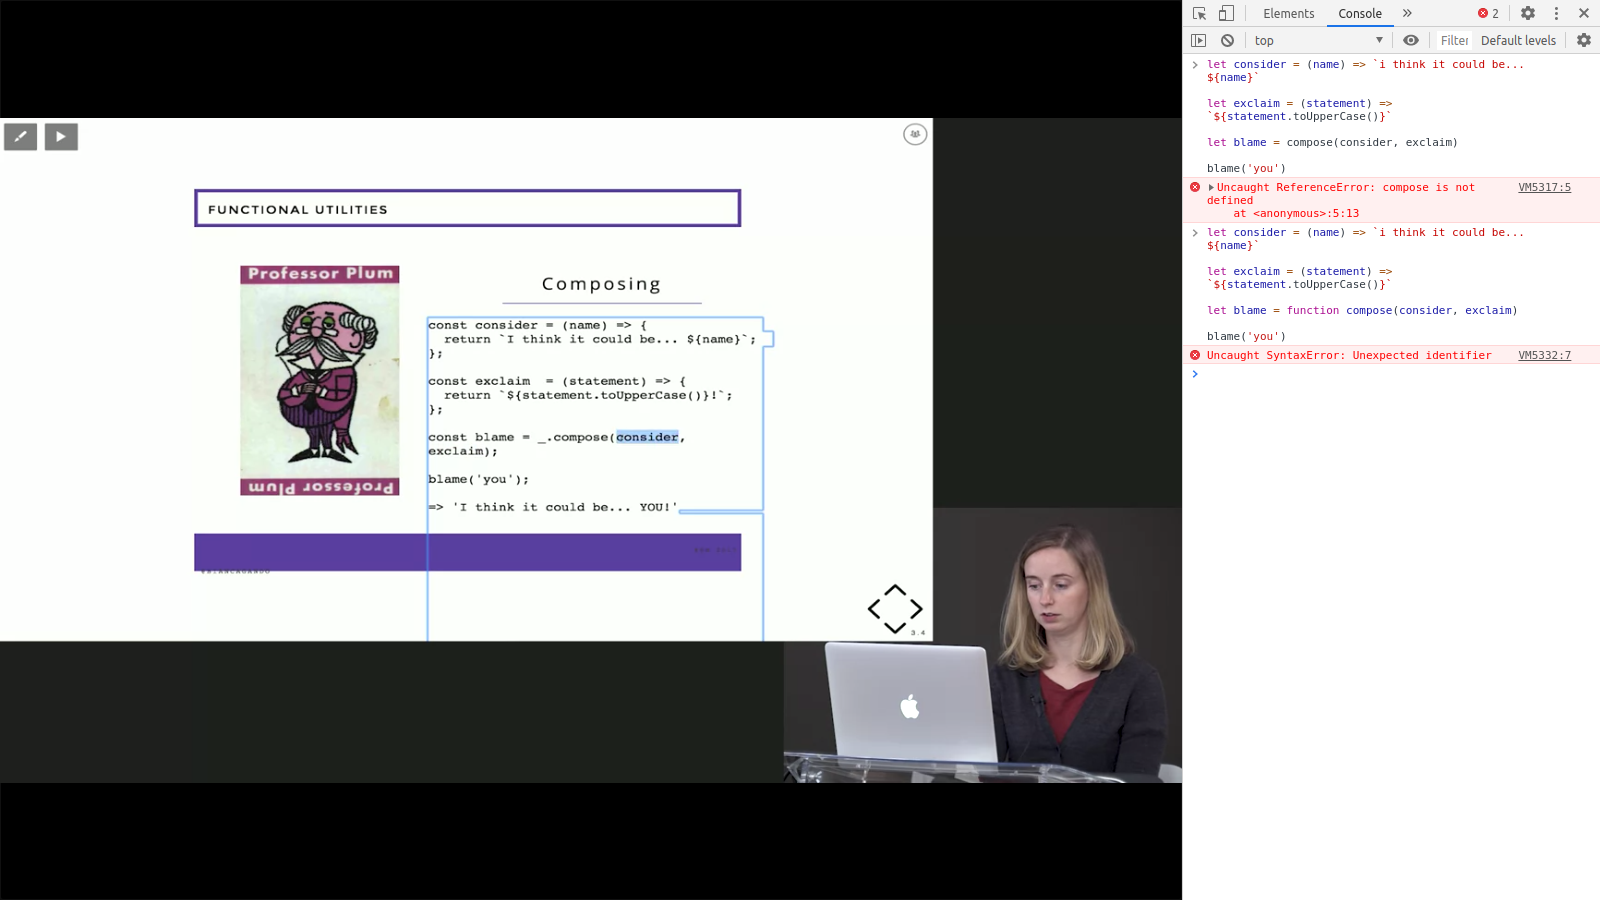 FUNCTIONAL UTILITIES
Professor Plum
Professor Plum
Composing
const consider = (name) => {
return `I think it could be... ${name}`;
};
const exclaim = (statement) => {
return `${statement.toUpperCase()}!`;
};
const blame = _.compose(consider,
exclaim);
blame('you');
=> 'I think it could be... YOU!'
3.4
Elements
Console
2
top
Filter
Default levels
let consider = (name) => `i think it could be...
${name}`
let exclaim = (statement) =>
`${statement.toUpperCase()}`
let blame = compose(consider, exclaim)
blame('you')
Uncaught ReferenceError: compose is not VM5317:5
defined
at <anonymous>:5:13
let consider = (name) => `i think it could be...
${name}`
let exclaim = (statement) =>
`${statement.toUpperCase()}`
let blame = function compose(consider, exclaim)
blame('you')
Uncaught SyntaxError: Unexpected identifier VM5332:7